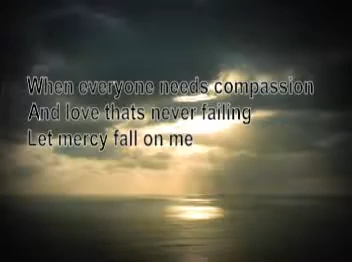 When everyone needs compassion
And love thats never failing
Let mercy fall on me